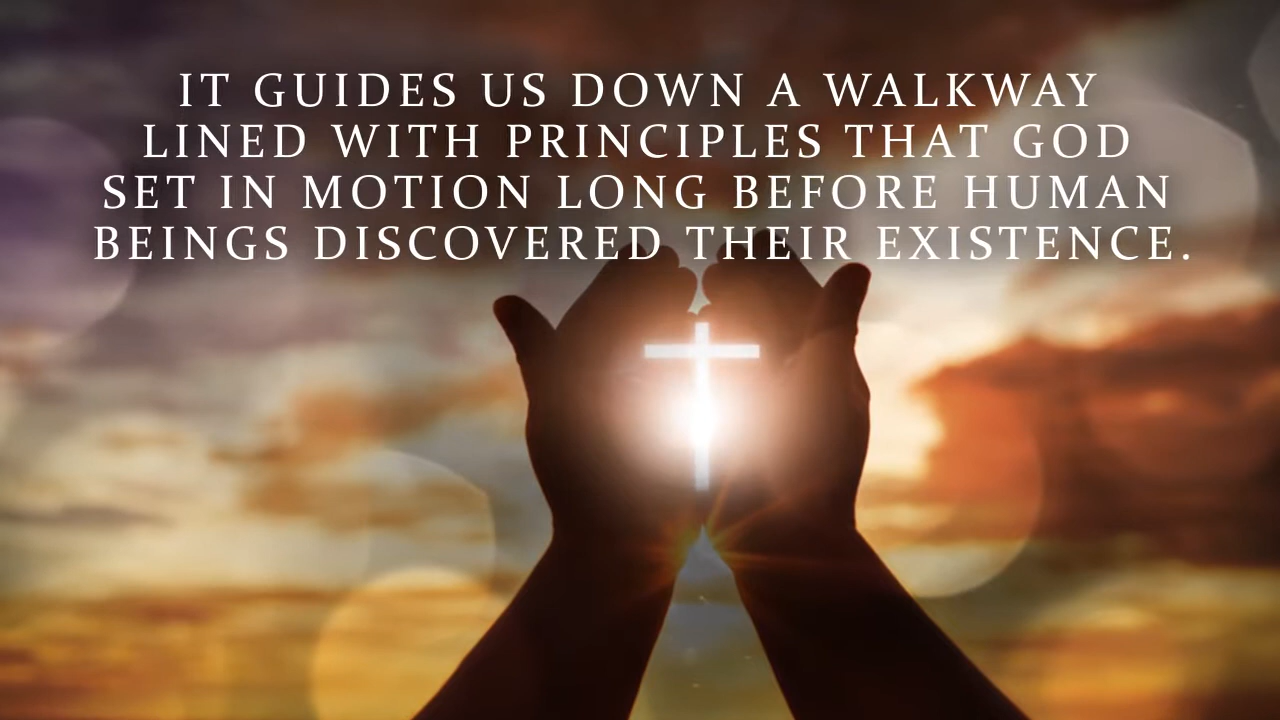 IT GUIDES US DOWN A WALKWAY
LINED WITH PRINCIPLES THAT GOD
SET IN MOTION LONG BEFORE HUMAN
BEINGS DISCOVERED THEIR EXISTENCE.